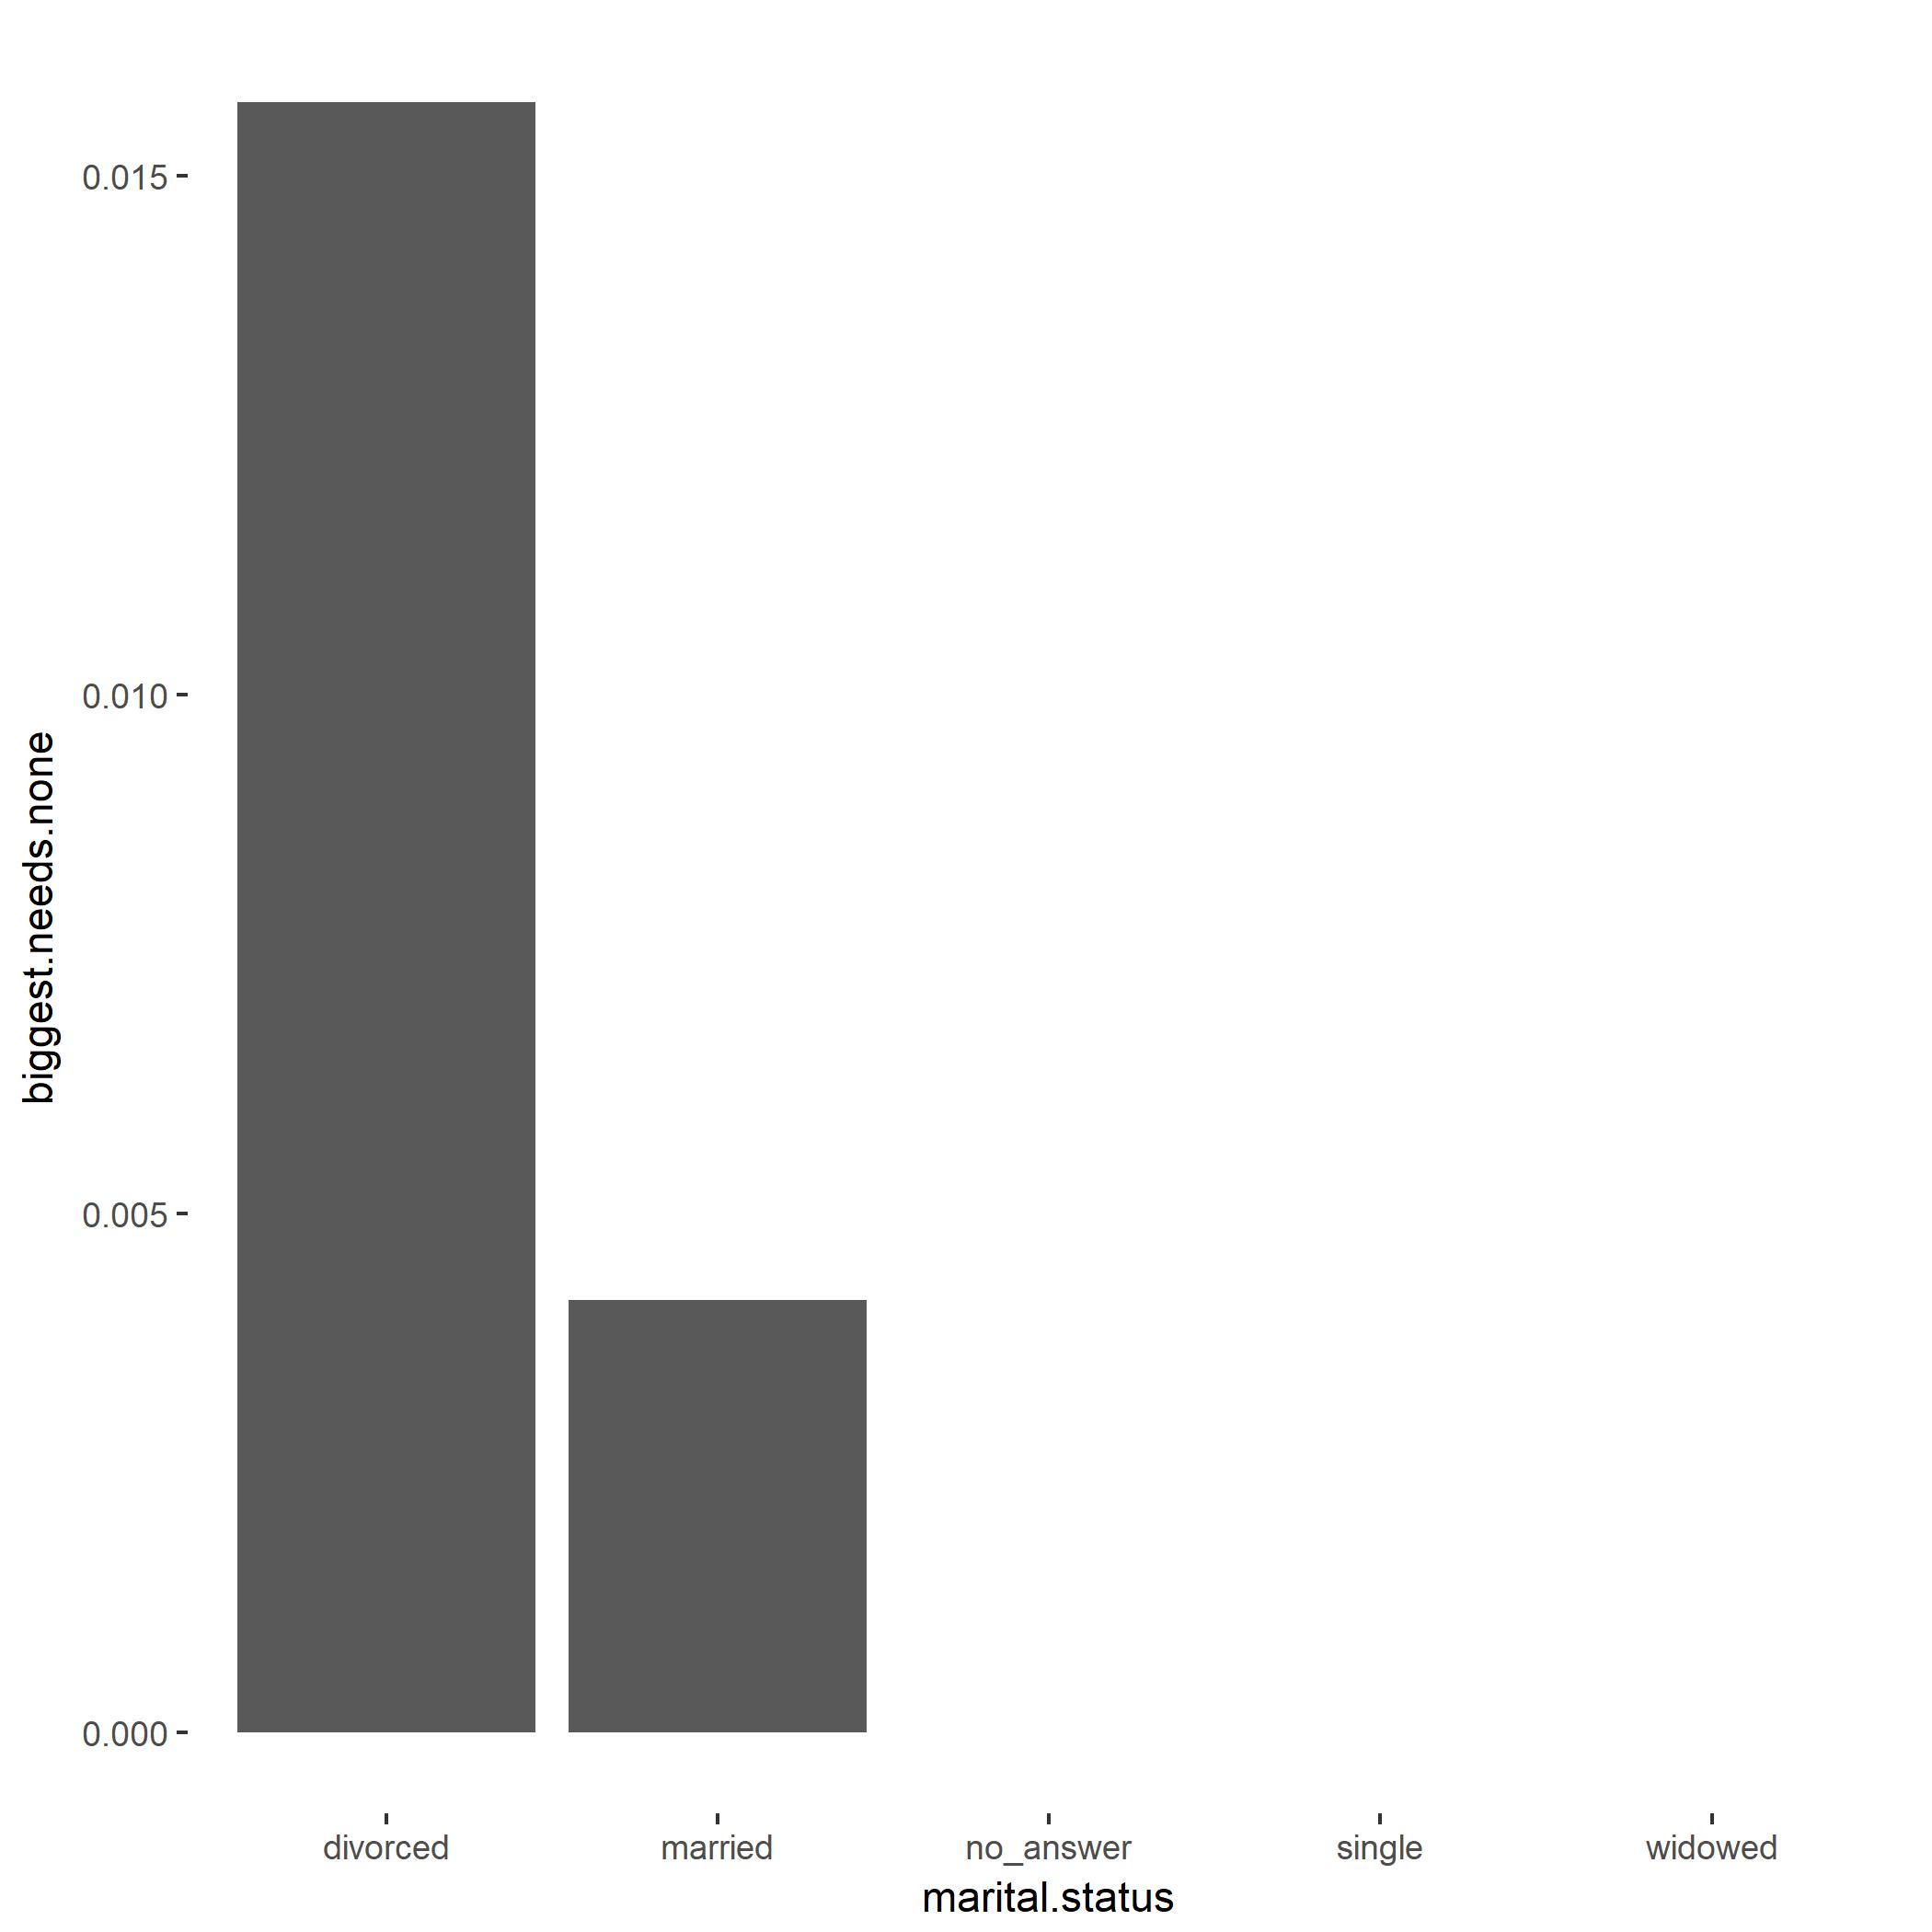 biggest.needs.none
0.015
0.010
0.005
0.000
divorced married no_answer single widowed
marital.status